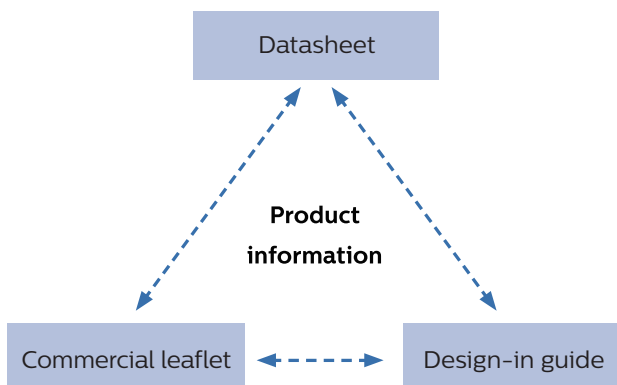 Datasheet
Product
information
Commercial leaflet
Design-in guide